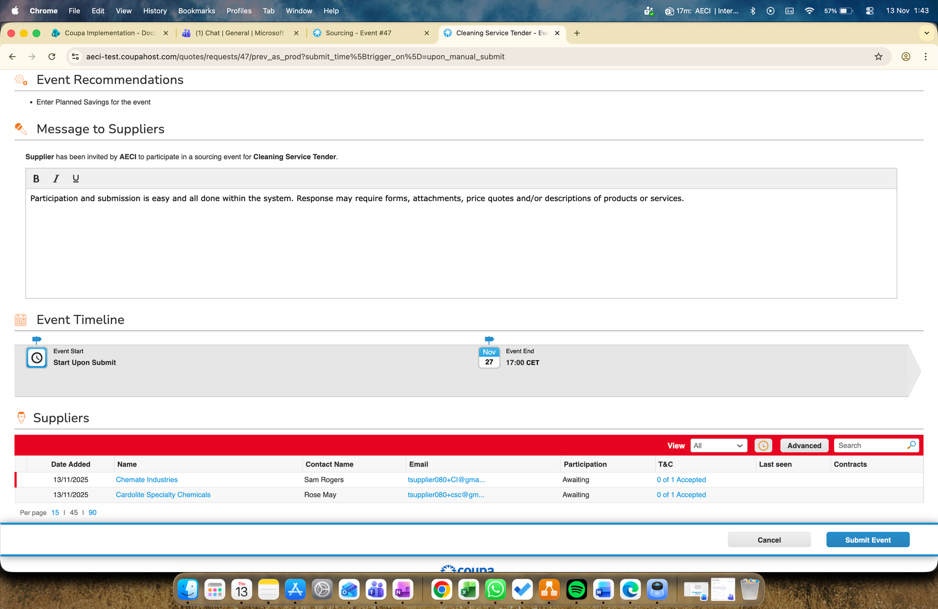 Chrome File Edit View History Bookmarks Profiles Tab Window Help 17m: AECI | Inter... 57% 13 Nov 1:43
Coupa Implementation - Doc (1) Chat | General | Microsoft Sourcing - Event #47 Cleaning Service Tender - Eve
aeci-test.coupahost.com/quotes/requests/47/prev_as_prod?submit_time%5Btrigger_on%5D=upon_manual_submit
Event Recommendations
• Enter Planned Savings for the event
Message to Suppliers
Supplier has been invited by AECI to participate in a sourcing event for Cleaning Service Tender.
B I U
Participation and submission is easy and all done within the system. Response may require forms, attachments, price quotes and/or descriptions of products or services.
Event Timeline
Event Start
Start Upon Submit
Nov
27
Event End
17:00 CET
Suppliers
View All Advanced Search
Date Added Name Contact Name Email Participation T&C Last seen Contracts
13/11/2025 Chemate Industries Sam Rogers tsupplier080+CI@gma... Awaiting 0 of 1 Accepted
13/11/2025 Cardolite Specialty Chemicals Rose May tsupplier080+csc@gm... Awaiting 0 of 1 Accepted
Per page 15 | 45 | 90
Cancel Submit Event
coupa
Thu
13